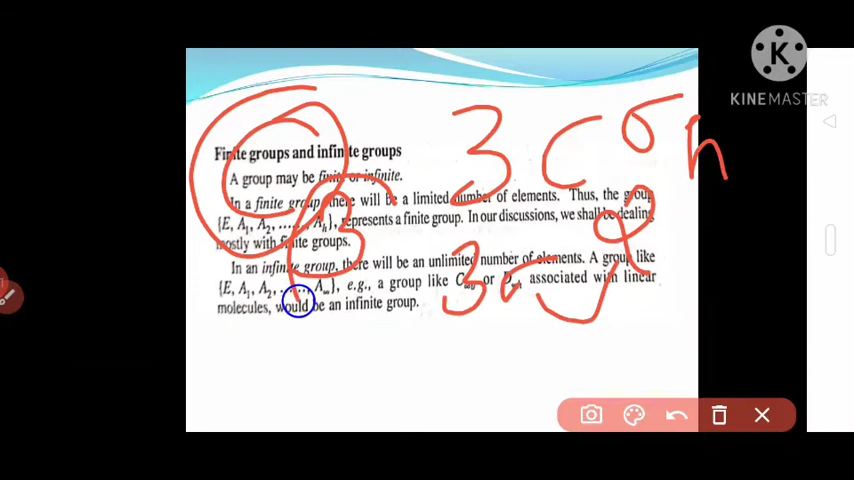 K
KINEMASTER
Finite groups and infinite groups
A group may be finite or infinite.
In a finite group, there will be a limited number of elements. Thus, the group
{E, A₁, A₂, ....., Aₕ}, represents a finite group. In our discussions, we shall be dealing
mostly with finite groups.
In an infinite group, there will be an unlimited number of elements. A group like
{E, A₁, A₂, ....., A∞}, e.g., a group like C∞v or D∞h associated with linear
molecules, would be an infinite group.
3 C σ h
3 σ